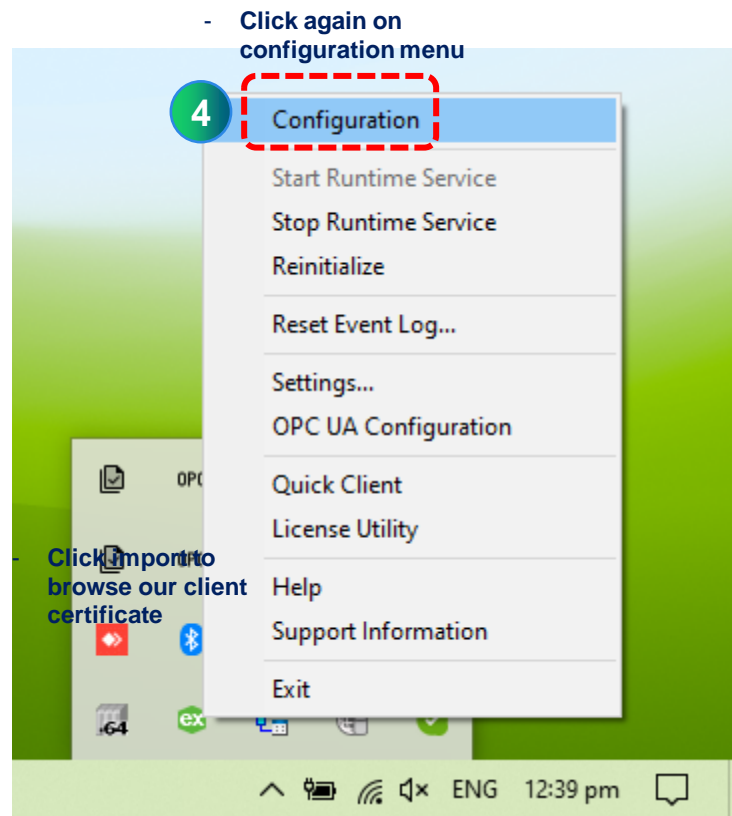 - Click again on
configuration menu
4
Configuration
Start Runtime Service
Stop Runtime Service
Reinitialize
Reset Event Log...
Settings...
OPC UA Configuration
Quick Client
License Utility
Help
Support Information
Exit
OPC
- Click import to
browse our client
certificate
.64
ex
ENG 12:39 pm